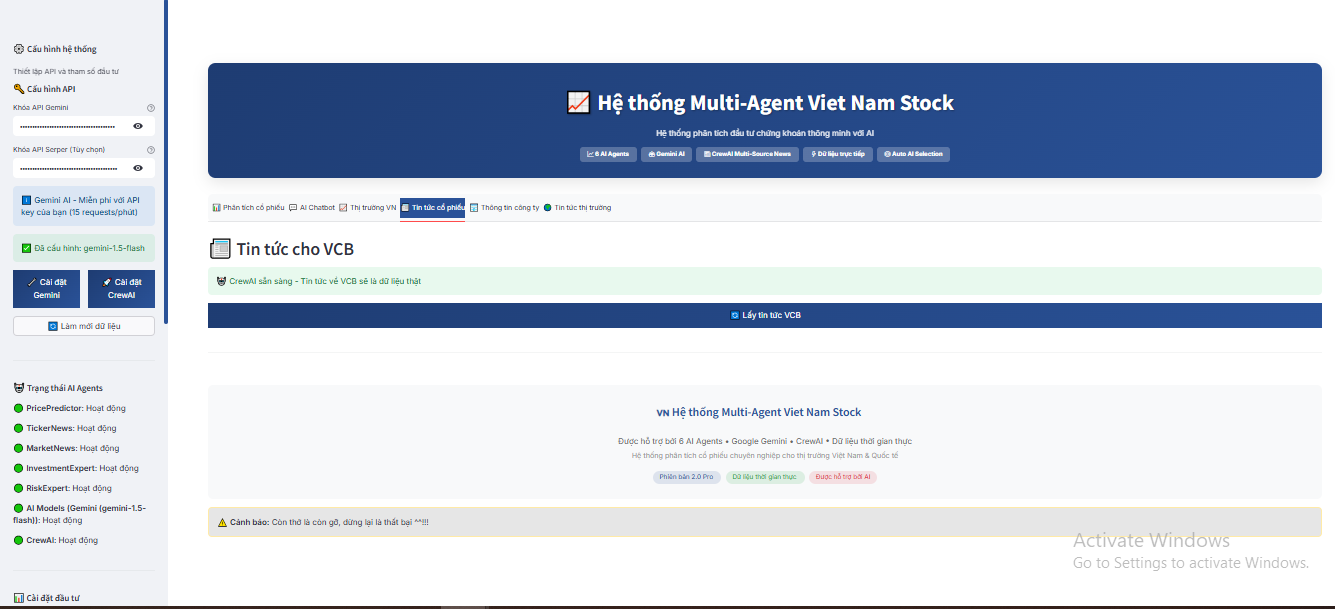 Cấu hình hệ thống
Thiết lập API và tham số đầu tư
Cấu hình API
Khóa API Gemini
Khóa API Serper (Tùy chọn)
Gemini AI - Miễn phí với API
key của bạn (15 requests/phút)
Đã cấu hình: gemini-1.5-flash
Cài đặt
Gemini
Cài đặt
CrewAI
Làm mới dữ liệu
Trạng thái AI Agents
PricePredictor: Hoạt động
TickerNews: Hoạt động
MarketNews: Hoạt động
InvestmentExpert: Hoạt động
RiskExpert: Hoạt động
AI Models (Gemini (gemini-1.5-
flash)): Hoạt động
CrewAI: Hoạt động
Cài đặt đầu tư
Hệ thống Multi-Agent Viet Nam Stock
Hệ thống phân tích đầu tư chứng khoán thông minh với AI
6 AI Agents
Gemini AI
CrewAI Multi-Source News
Dữ liệu trực tiếp
Auto AI Selection
Phân tích cổ phiếu
AI Chatbot
Thị trường VN
Tin tức cổ phiếu
Thông tin công ty
Tin tức thị trường
Tin tức cho VCB
CrewAI sẵn sàng - Tin tức về VCB sẽ là dữ liệu thật
Lấy tin tức VCB
VN Hệ thống Multi-Agent Viet Nam Stock
Được hỗ trợ bởi 6 AI Agents • Google Gemini • CrewAI • Dữ liệu thời gian thực
Hệ thống phân tích cổ phiếu chuyên nghiệp cho thị trường Việt Nam & Quốc tế
Phiên bản 2.0 Pro
Dữ liệu thời gian thực
Được hỗ trợ bởi AI
Cảnh báo: Còn thở là còn gỡ, dừng lại là thất bại ^^!!!
Activate Windows
Go to Settings to activate Windows.